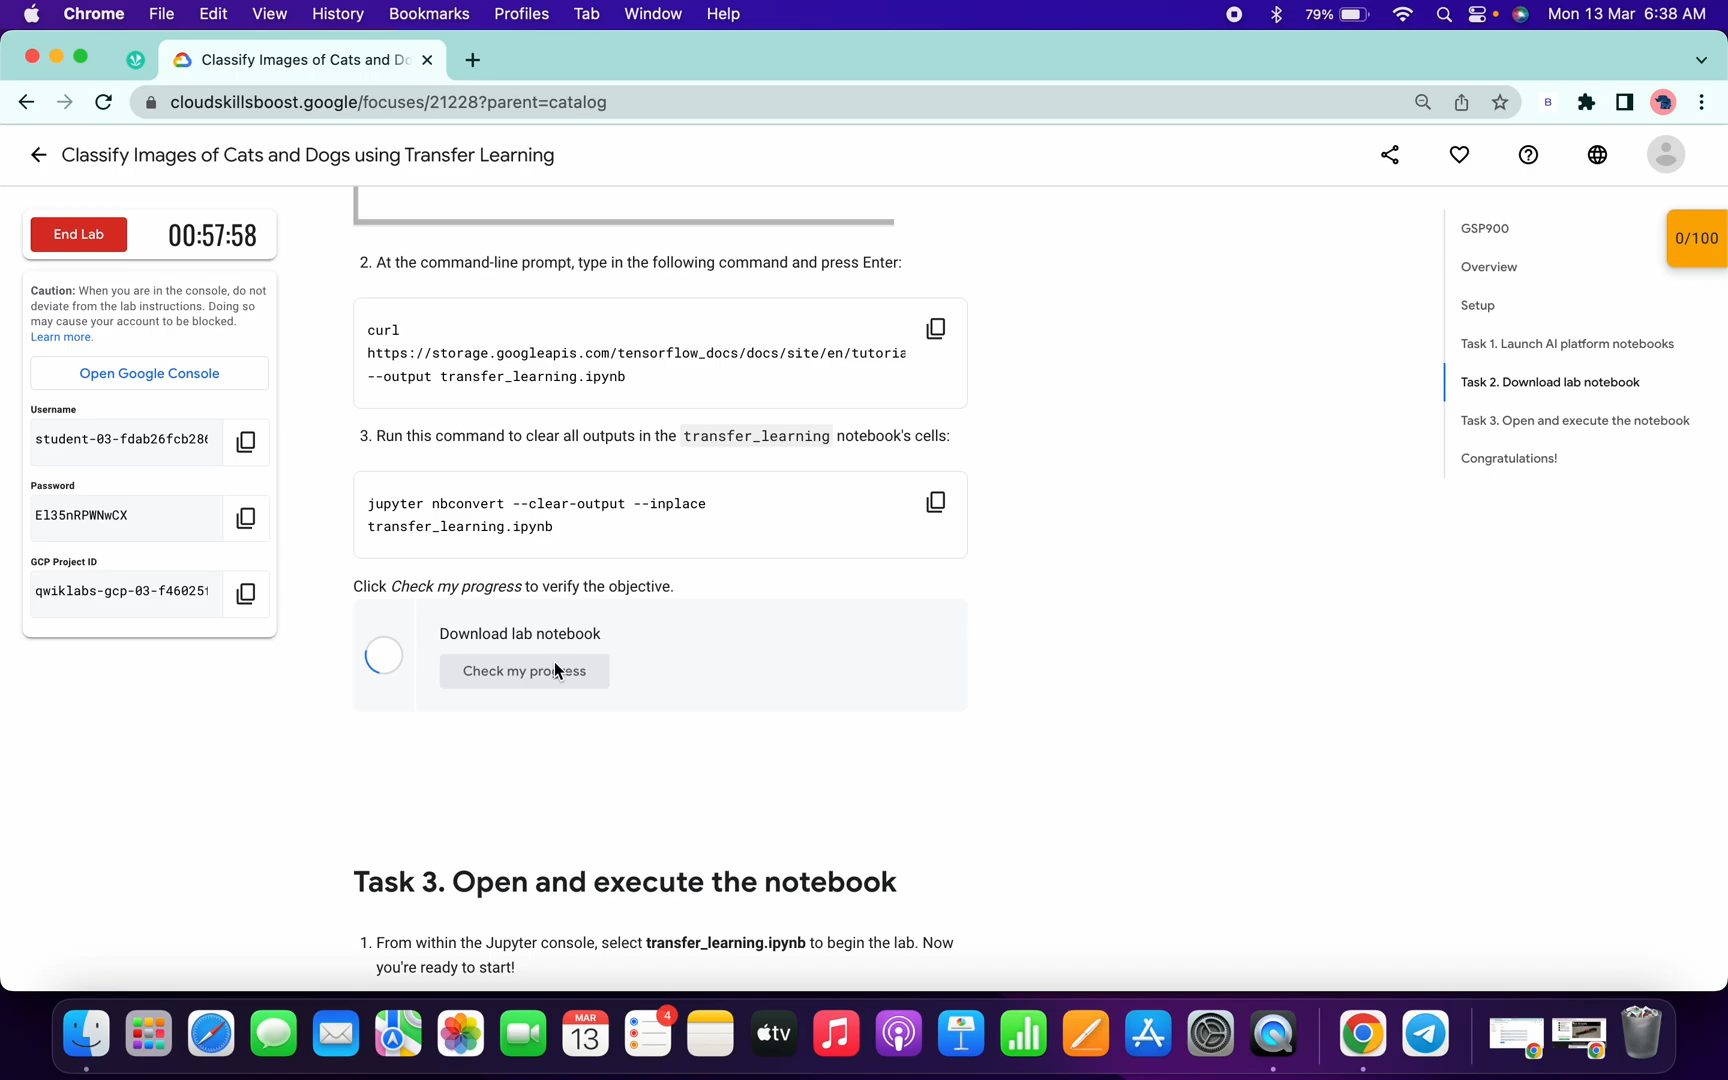 Chrome File Edit View History Bookmarks Profiles Tab Window Help 79% Mon 13 Mar 6:38 AM
Classify Images of Cats and Do
cloudskillsboost.google/focuses/21228?parent=catalog B
Classify Images of Cats and Dogs using Transfer Learning
End Lab 00:57:58
Caution: When you are in the console, do not
deviate from the lab instructions. Doing so
may cause your account to be blocked.
Learn more.
Open Google Console
Username
student-03-fdab26fcb286
Password
El35nRPWNwCX
GCP Project ID
qwiklabs-gcp-03-f46025f
2. At the command-line prompt, type in the following command and press Enter:
curl
https://storage.googleapis.com/tensorflow_docs/docs/site/en/tutoria
--output transfer_learning.ipynb
3. Run this command to clear all outputs in the transfer_learning notebook's cells:
jupyter nbconvert --clear-output --inplace
transfer_learning.ipynb
Click Check my progress to verify the objective.
Download lab notebook
Check my progress
Task 3. Open and execute the notebook
1. From within the Jupyter console, select transfer_learning.ipynb to begin the lab. Now
you're ready to start!
GSP900
Overview
Setup
Task 1. Launch AI platform notebooks
Task 2. Download lab notebook
Task 3. Open and execute the notebook
Congratulations!
0/100
MAR
13
4
tv